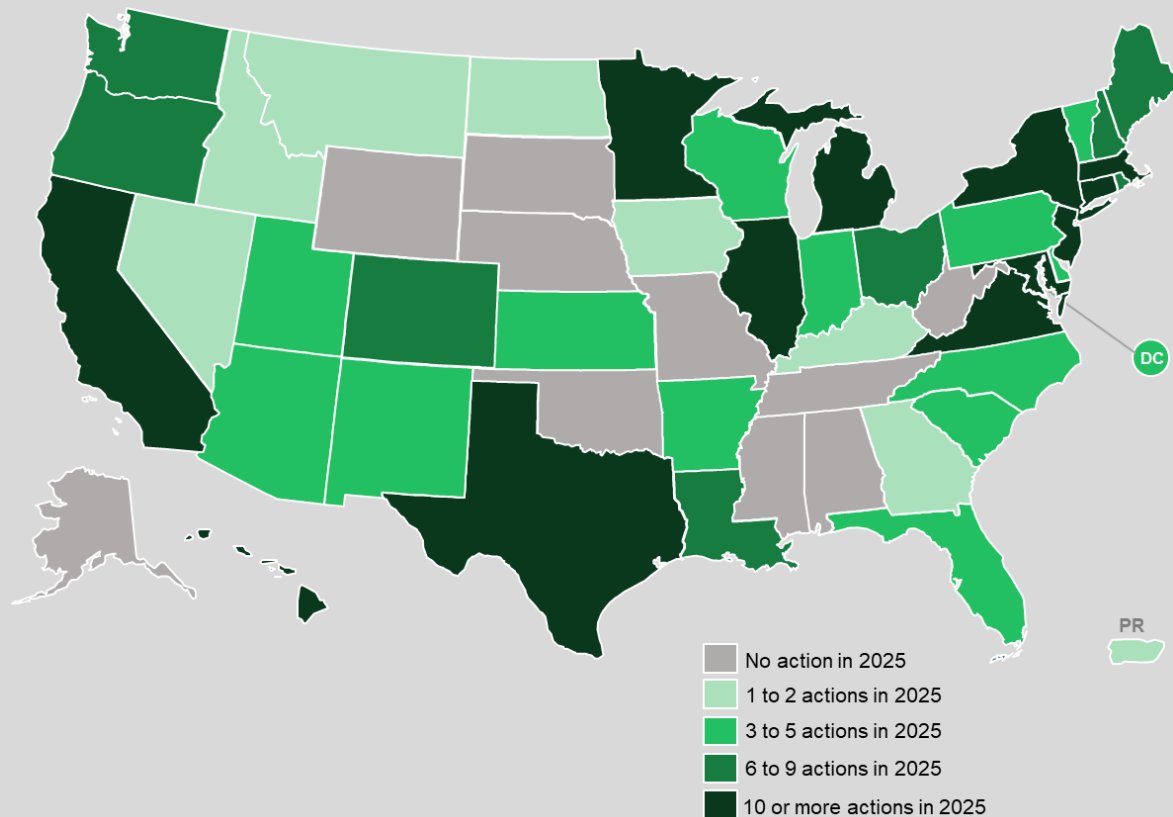 DC
PR
No action in 2025
1 to 2 actions in 2025
3 to 5 actions in 2025
6 to 9 actions in 2025
10 or more actions in 2025